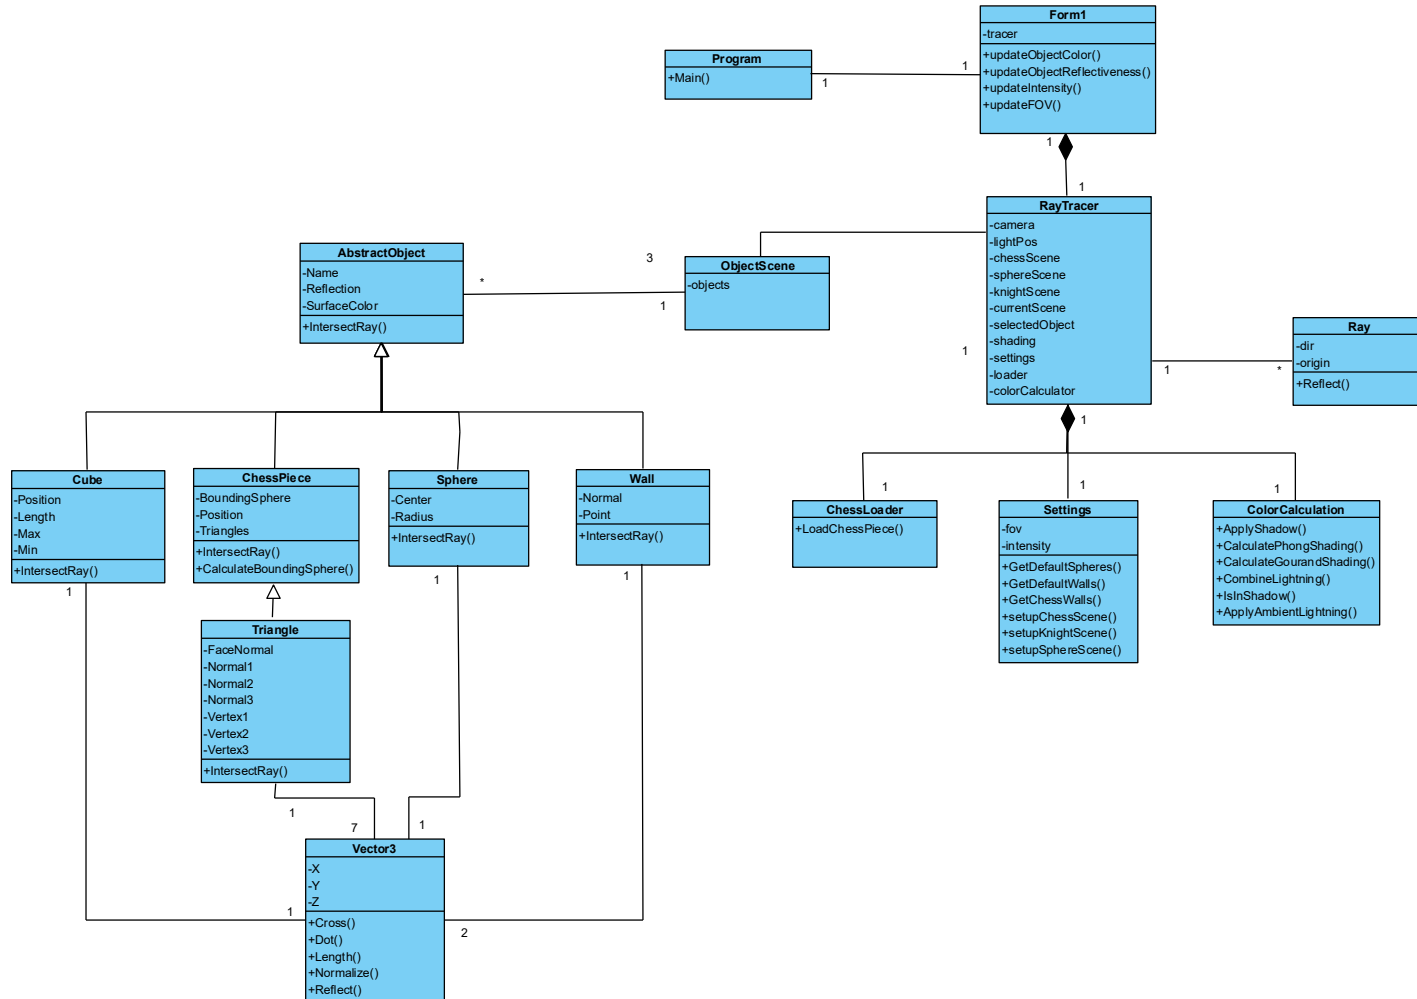 Form1
-tracer
+updateObjectColor()
+updateObjectReflectiveness()
+updateIntensity()
+updateFOV()
Program
+Main()
1
1
1
1
RayTracer
-camera
-lightPos
-chessScene
-sphereScene
-knightScene
-currentScene
-selectedObject
-shading
-settings
-loader
-colorCalculator
AbstractObject
-Name
-Reflection
-SurfaceColor
+IntersectRay()
*
3
1
ObjectScene
-objects
1
1
*
Ray
-dir
-origin
+Reflect()
1
Cube
-Position
-Length
-Max
-Min
+IntersectRay()
1
ChessPiece
-BoundingSphere
-Position
-Triangles
+IntersectRay()
+CalculateBoundingSphere()
Sphere
-Center
-Radius
+IntersectRay()
1
Wall
-Normal
-Point
+IntersectRay()
1
1
ChessLoader
+LoadChessPiece()
1
Settings
-fov
-intensity
+GetDefaultSpheres()
+GetDefaultWalls()
+GetChessWalls()
+setupChessScene()
+setupKnightScene()
+setupSphereScene()
1
ColorCalculation
+ApplyShadow()
+CalculatePhongShading()
+CalculateGourandShading()
+CombineLightning()
+IsInShadow()
+ApplyAmbientLightning()
Triangle
-FaceNormal
-Normal1
-Normal2
-Normal3
-Vertex1
-Vertex2
-Vertex3
+IntersectRay()
1
7
1
Vector3
-X
-Y
-Z
+Cross()
+Dot()
+Length()
+Normalize()
+Reflect()
1
2